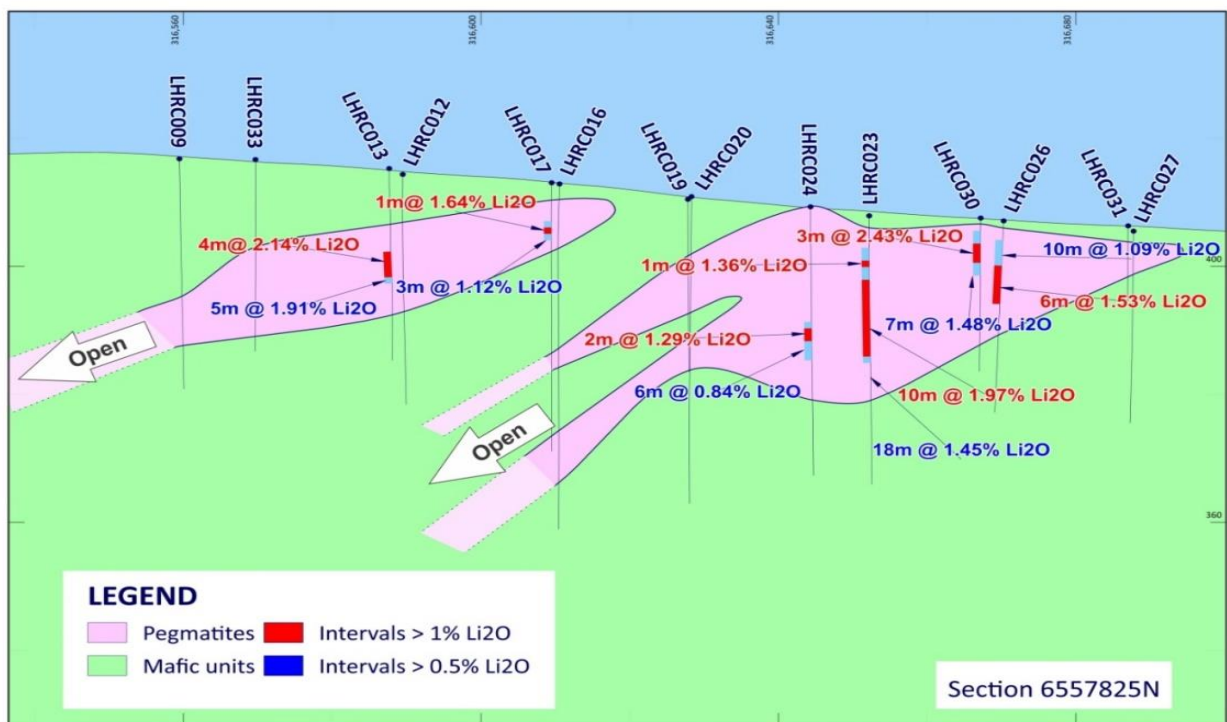 316,560
316,600
316,640
316,680
LHRC009
LHRC033
LHRC013
LHRC012
LHRC017
LHRC016
LHRC019
LHRC020
LHRC024
LHRC023
LHRC030
LHRC026
LHRC031
LHRC027
1m@ 1.64% Li2O
4m@ 2.14% Li2O
3m @ 1.12% Li2O
5m @ 1.91% Li2O
3m @ 2.43% Li2O
10m @ 1.09% Li2O
1m @ 1.36% Li2O
400
6m @ 1.53% Li2O
7m @ 1.48% Li2O
2m @ 1.29% Li2O
6m @ 0.84% Li2O
10m @ 1.97% Li2O
18m @ 1.45% Li2O
Open
Open
360
LEGEND
Pegmatites
Intervals > 1% Li2O
Mafic units
Intervals > 0.5% Li2O
Section 6557825N